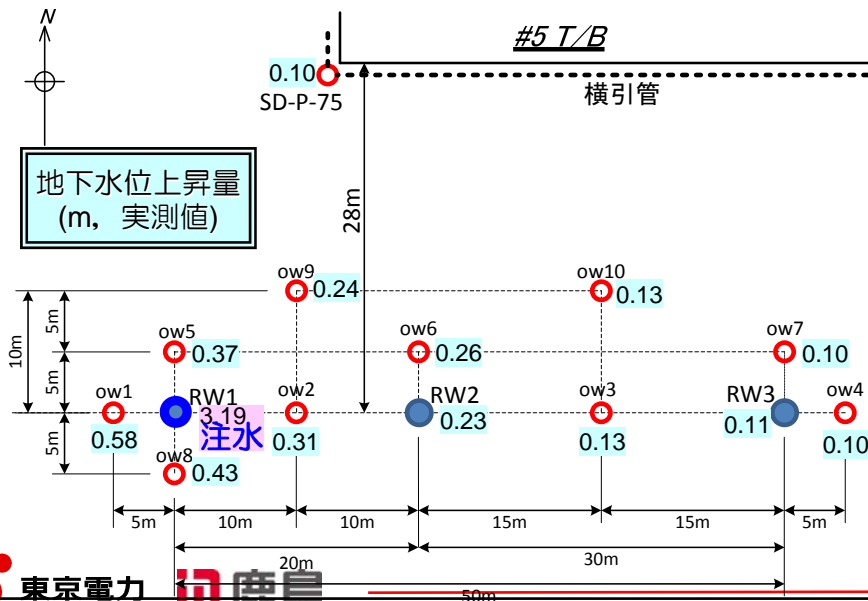 N
#5 T/B
0.10
SD-P-75
横引管
地下水位上昇量
(m, 実測値)
28m
ow9
0.24
ow10
0.13
10m
5m
5m
5m
ow5
0.37
ow6
0.26
ow7
0.10
ow1
0.58
RW1
3.19
注水
ow2
0.31
RW2
0.23
ow3
0.13
RW3
0.11
ow4
0.10
ow8
0.43
5m
10m
10m
15m
15m
5m
20m
30m
50m
東京電力
鹿島